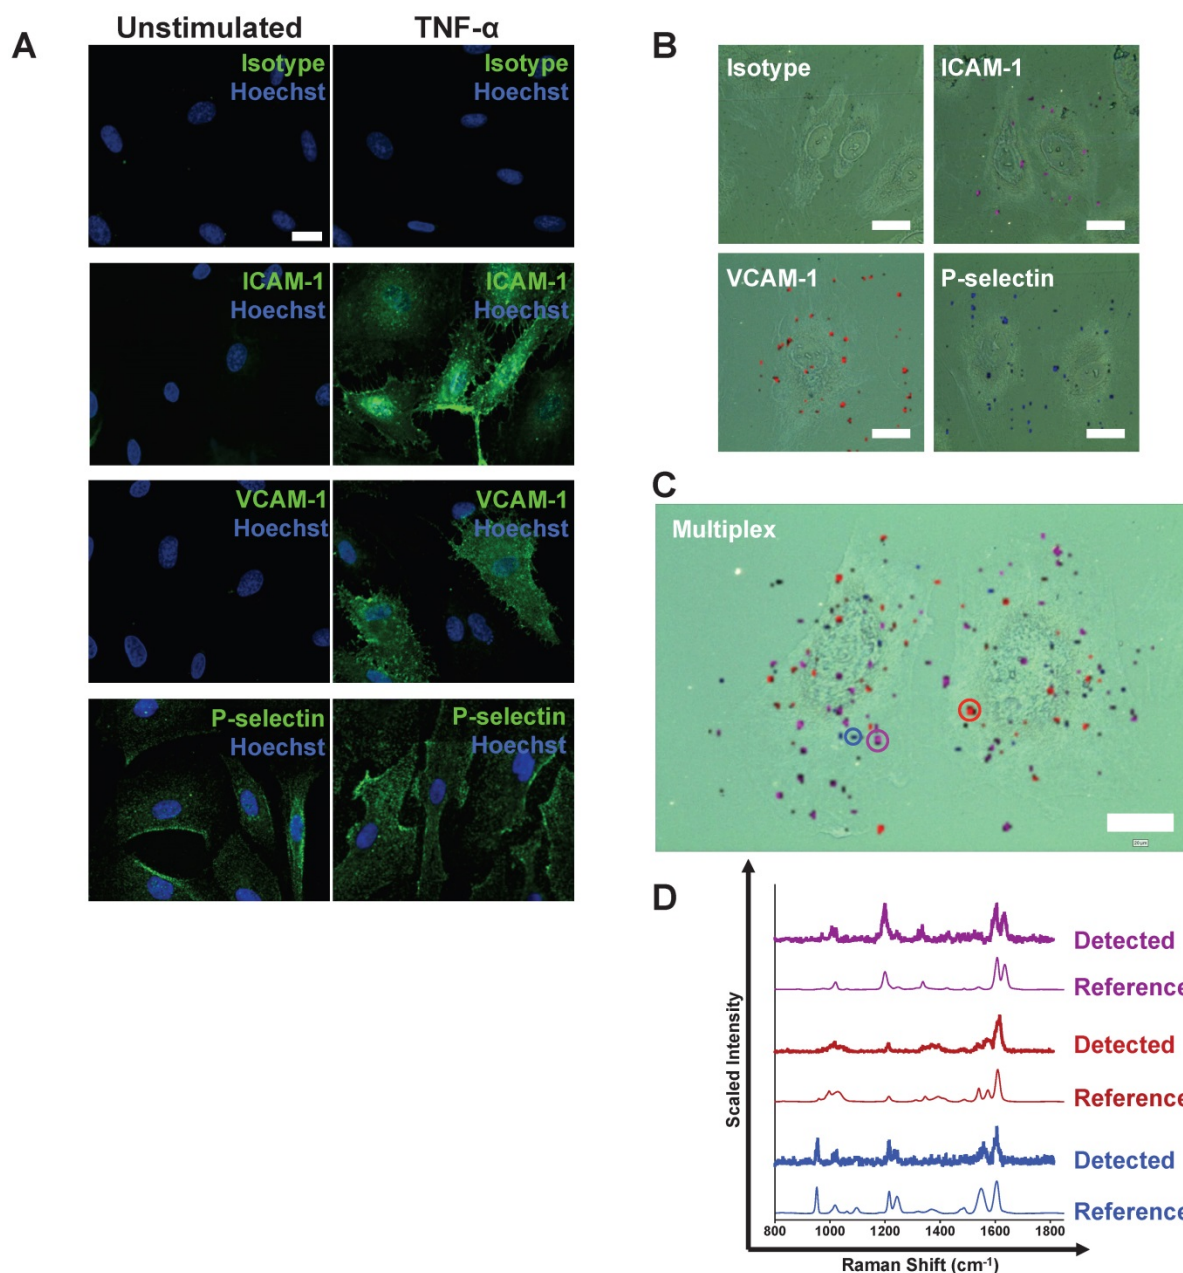 A
Unstimulated
TNF-α
Isotype
Hoechst
Isotype
Hoechst
ICAM-1
Hoechst
ICAM-1
Hoechst
VCAM-1
Hoechst
VCAM-1
Hoechst
P-selectin
Hoechst
P-selectin
Hoechst
B
Isotype
ICAM-1
VCAM-1
P-selectin
C
Multiplex
20 µm
D
Scaled Intensity
Detected
Reference
Detected
Reference
Detected
Reference
800 1000 1200 1400 1600 1800
Raman Shift (cm⁻¹)